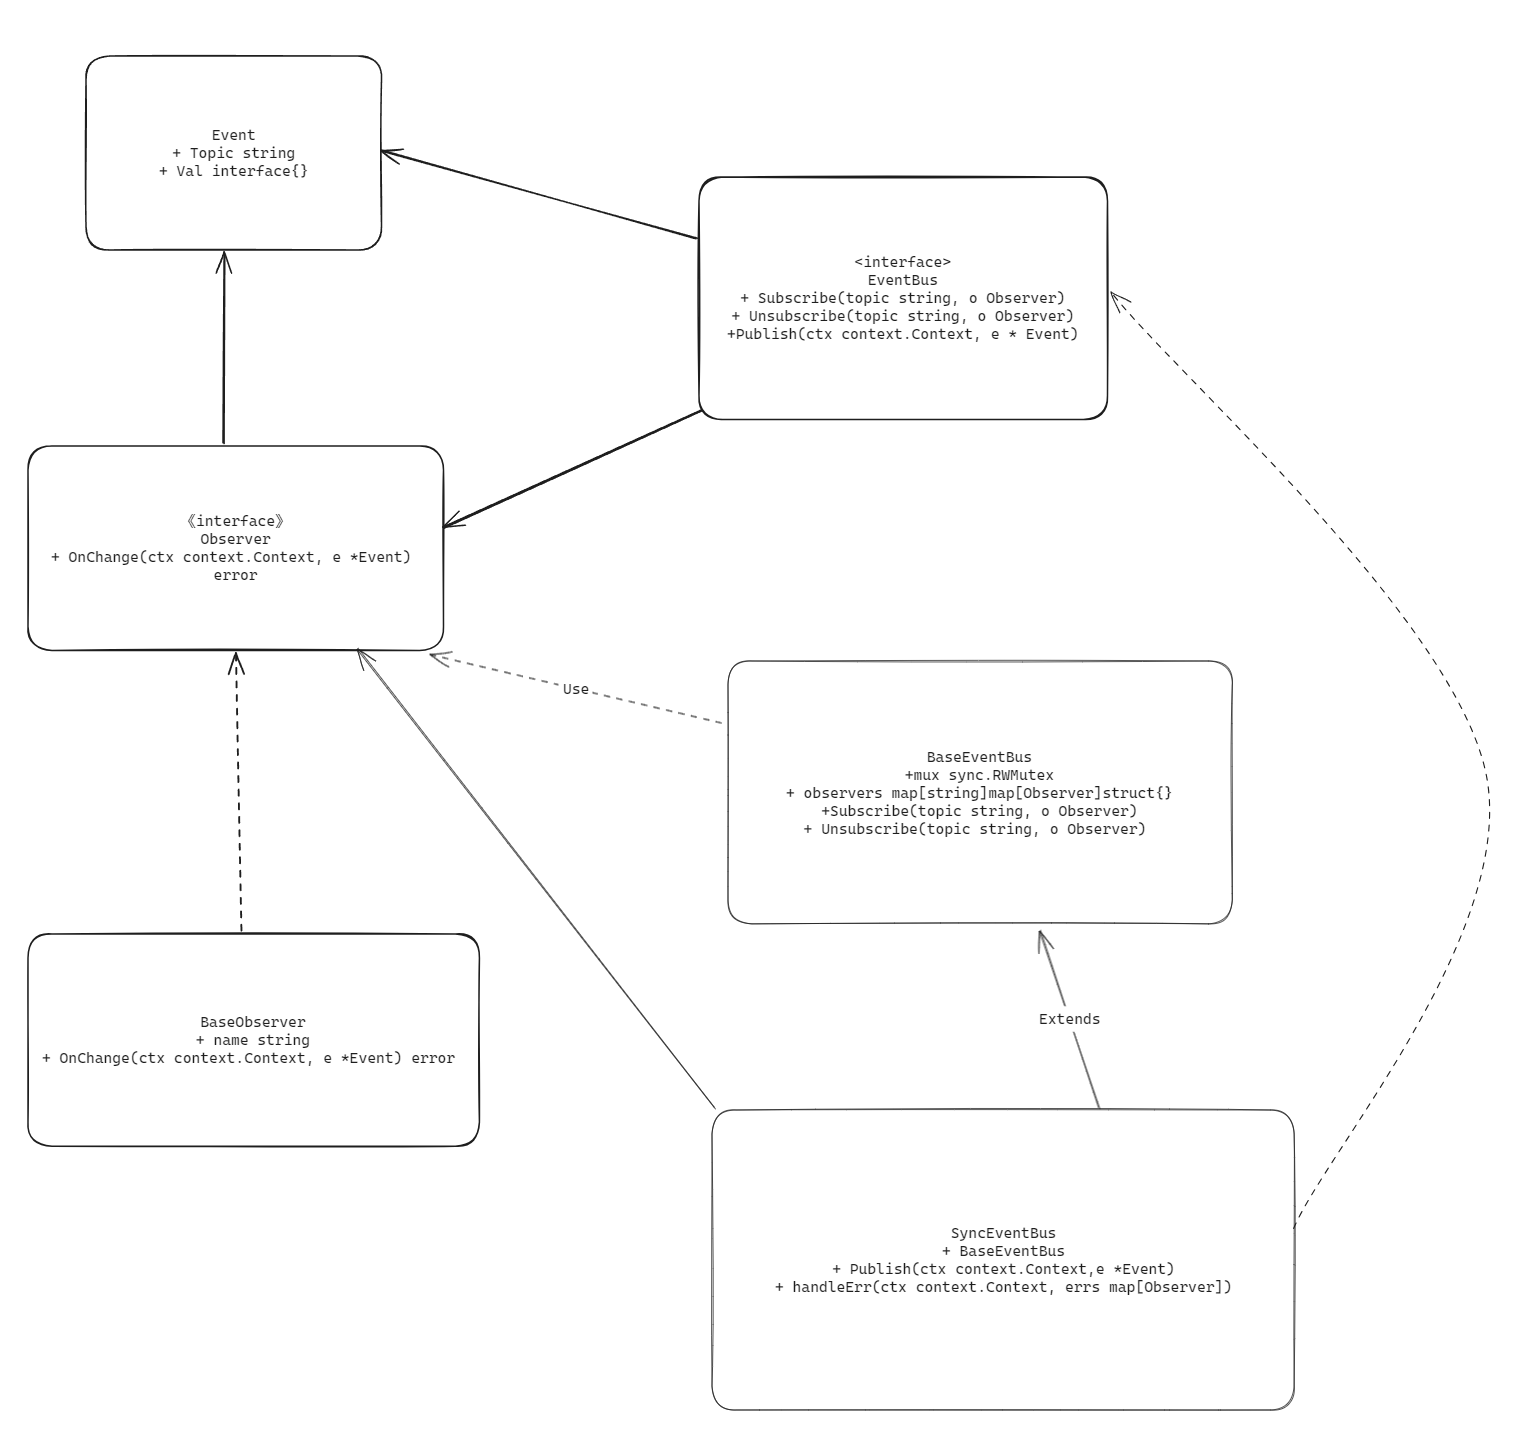 Event
+ Topic string
+ Val interface{}
<interface>
EventBus
+ Subscribe(topic string, o Observer)
+ Unsubscribe(topic string, o Observer)
+Publish(ctx context.Context, e * Event)
《interface》
Observer
+ OnChange(ctx context.Context, e *Event)
error
Use
BaseEventBus
+mux sync.RWMutex
+ observers map[string]map[Observer]struct{}
+Subscribe(topic string, o Observer)
+ Unsubscribe(topic string, o Observer)
BaseObserver
+ name string
+ OnChange(ctx context.Context, e *Event) error
Extends
SyncEventBus
+ BaseEventBus
+ Publish(ctx context.Context,e *Event)
+ handleErr(ctx context.Context, errs map[Observer])